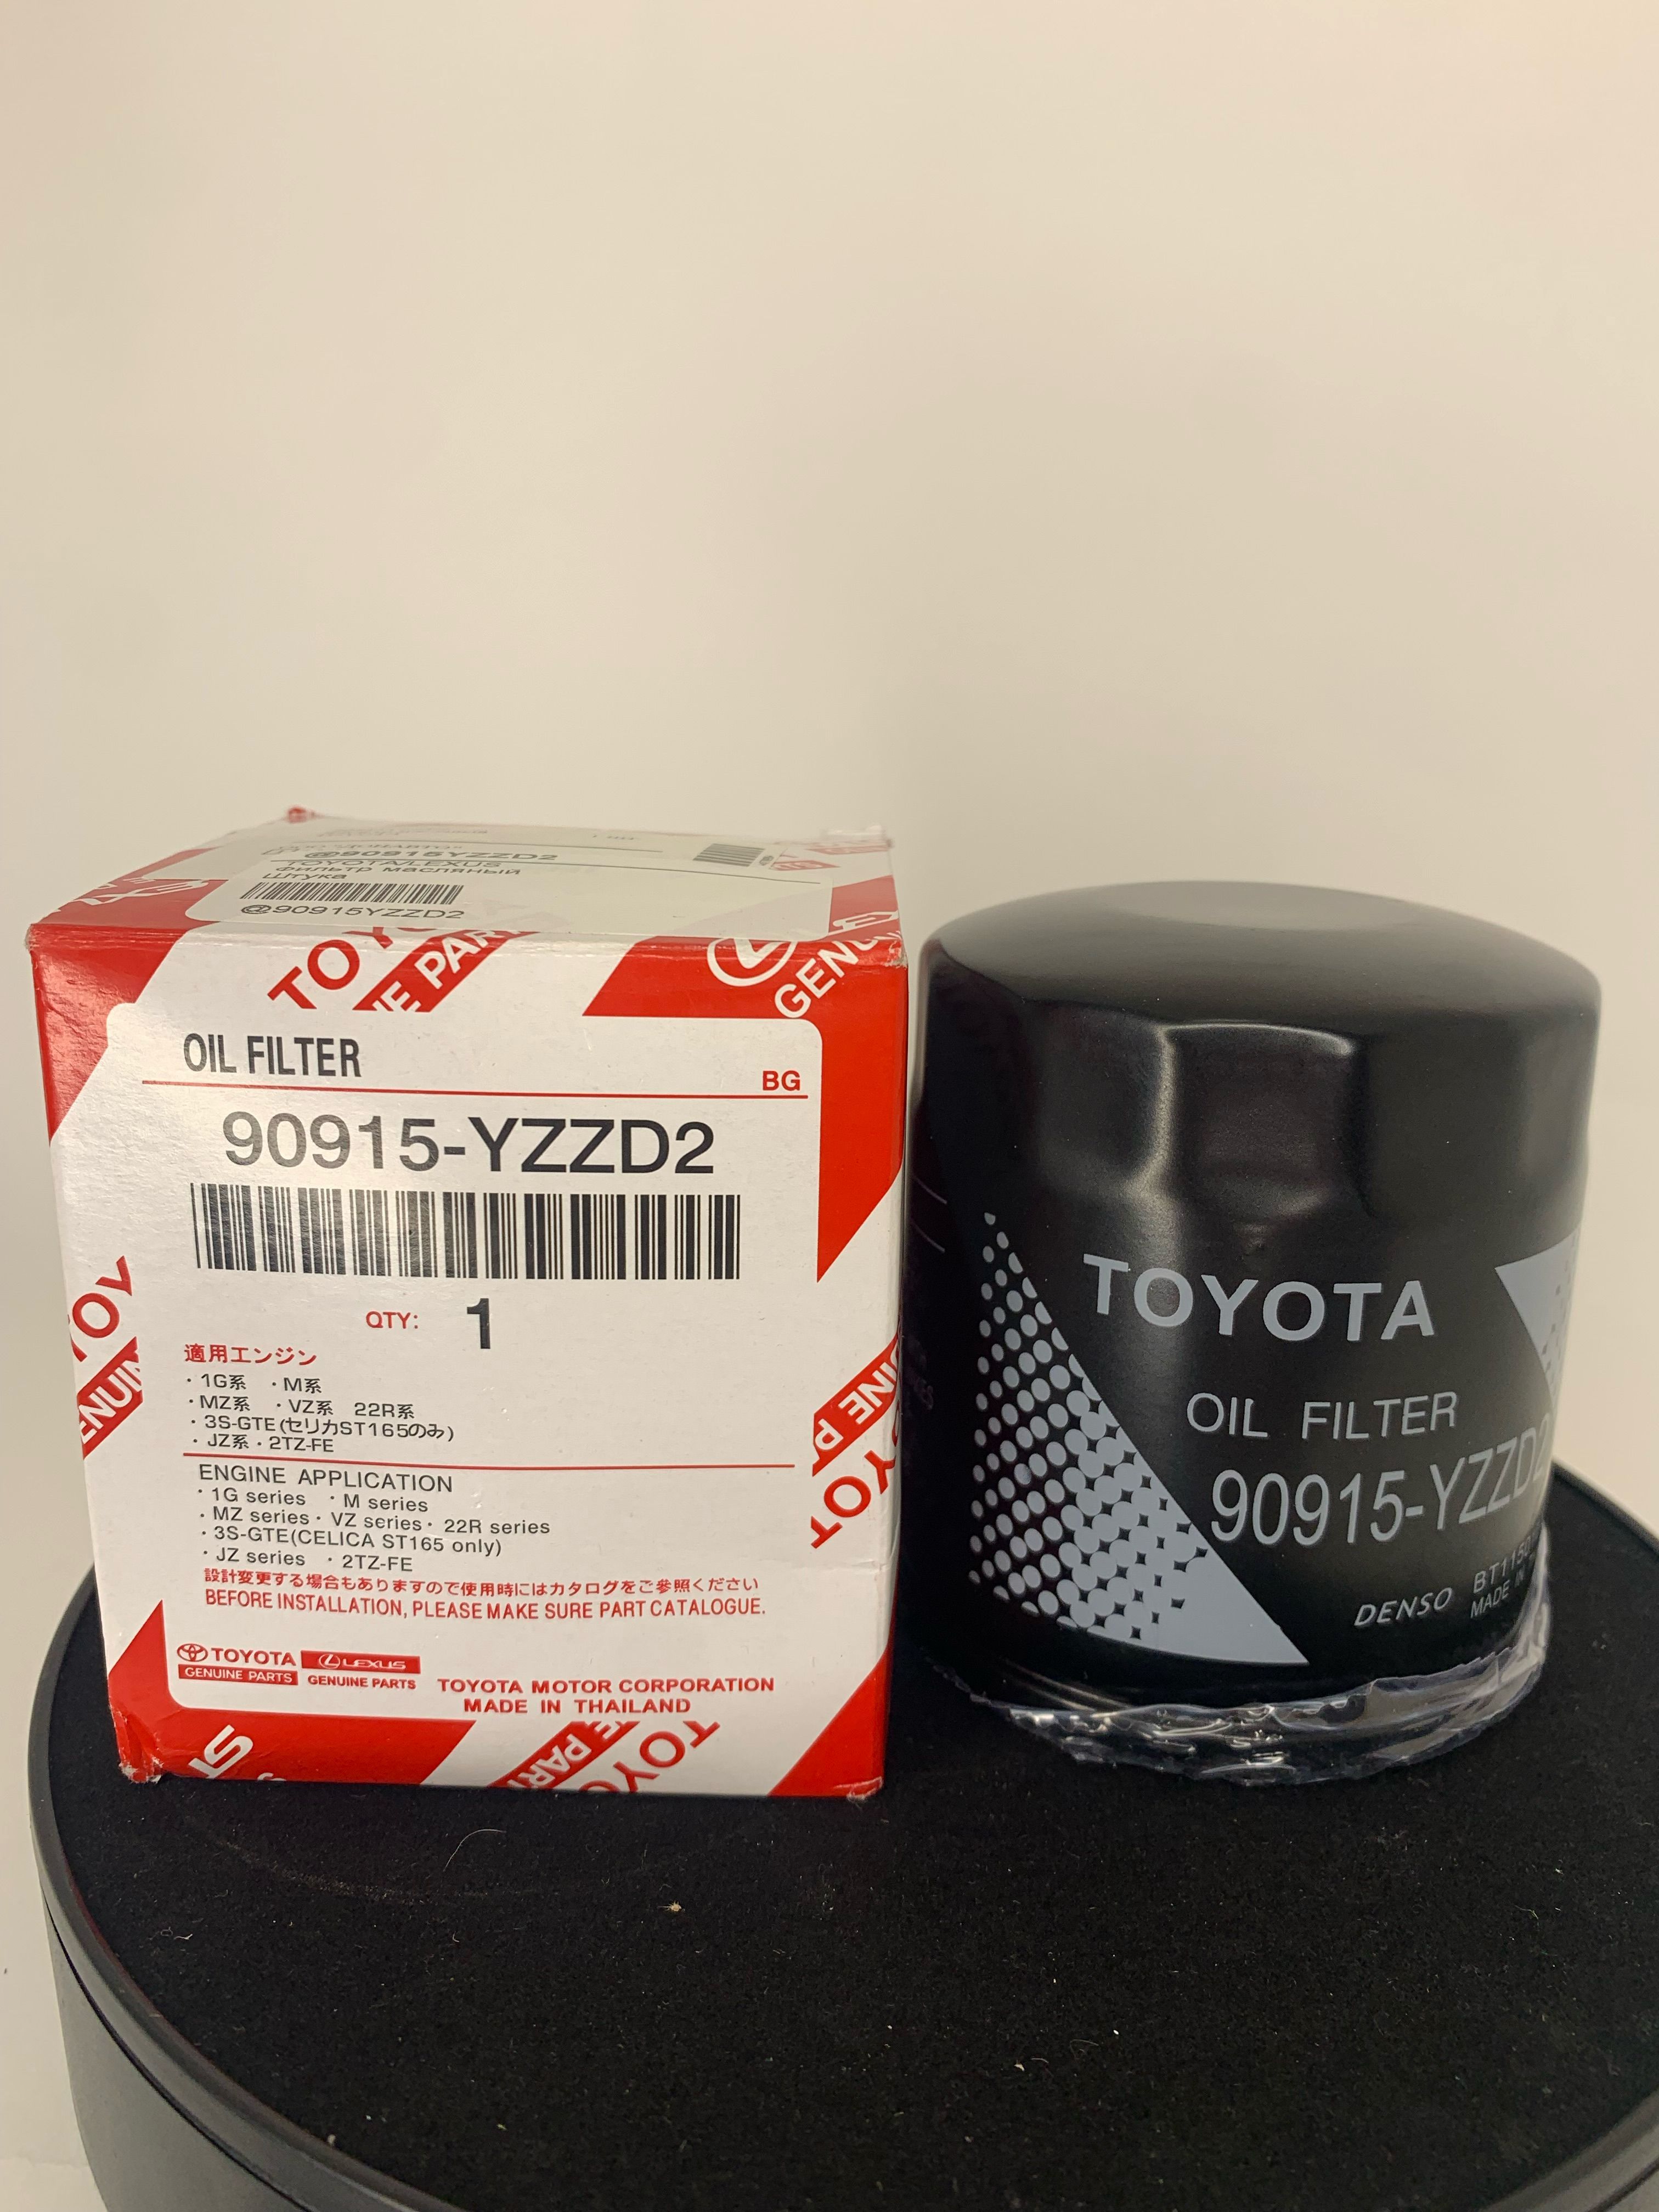 @90915YZZD2
TOYOTA/LEXUS
Фильтр масляный
Штука
@90915YZZD2
OIL FILTER
BG
90915-YZZD2
QTY: 1
適用エンジン
・1G系 ・M系
・MZ系 ・VZ系 22R系
・3S-GTE(セリカST165のみ)
・JZ系・2TZ-FE
ENGINE APPLICATION
・1G series ・M series
・MZ series・VZ series・22R series
・3S-GTE(CELICA ST165 only)
・JZ series ・2TZ-FE
設計変更する場合もありますので使用時にはカタログをご参照ください
BEFORE INSTALLATION, PLEASE MAKE SURE PART CATALOGUE.
TOYOTA LEXUS
GENUINE PARTS GENUINE PARTS
TOYOTA MOTOR CORPORATION
MADE IN THAILAND
TOYOTA
OIL FILTER
90915-YZZD2
DENSO
MADE IN